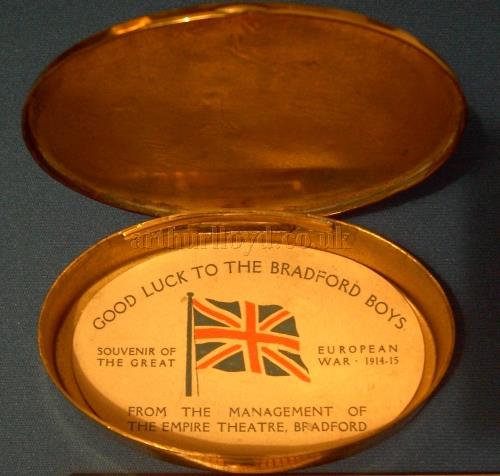 arthurlloyd.co.uk
GOOD LUCK TO THE BRADFORD BOYS
SOUVENIR OF
THE GREAT
EUROPEAN
WAR · 1914-15
FROM THE MANAGEMENT OF
THE EMPIRE THEATRE, BRADFORD